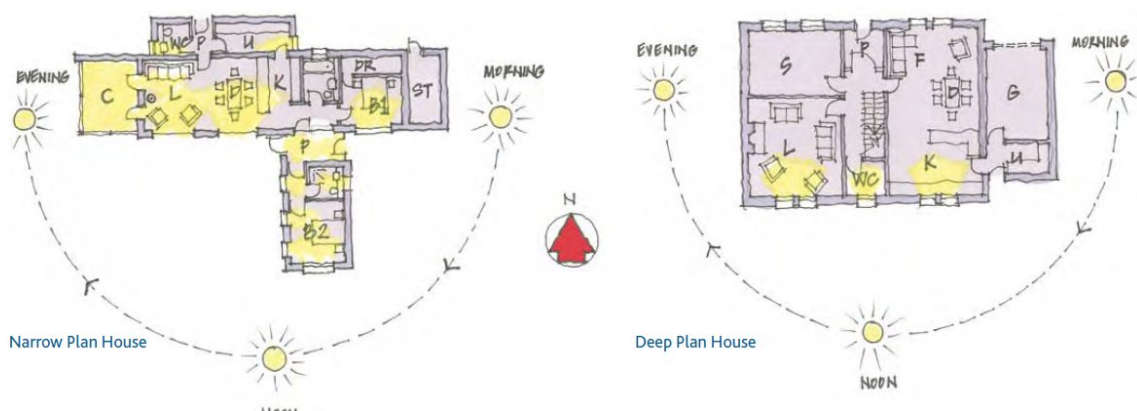 WC P U
EVENING
C L D K DR B1 ST
MORNING
P
B2
N
Narrow Plan House
EVENING
S P F D G
MORNING
L WC K U
Deep Plan House
NOON